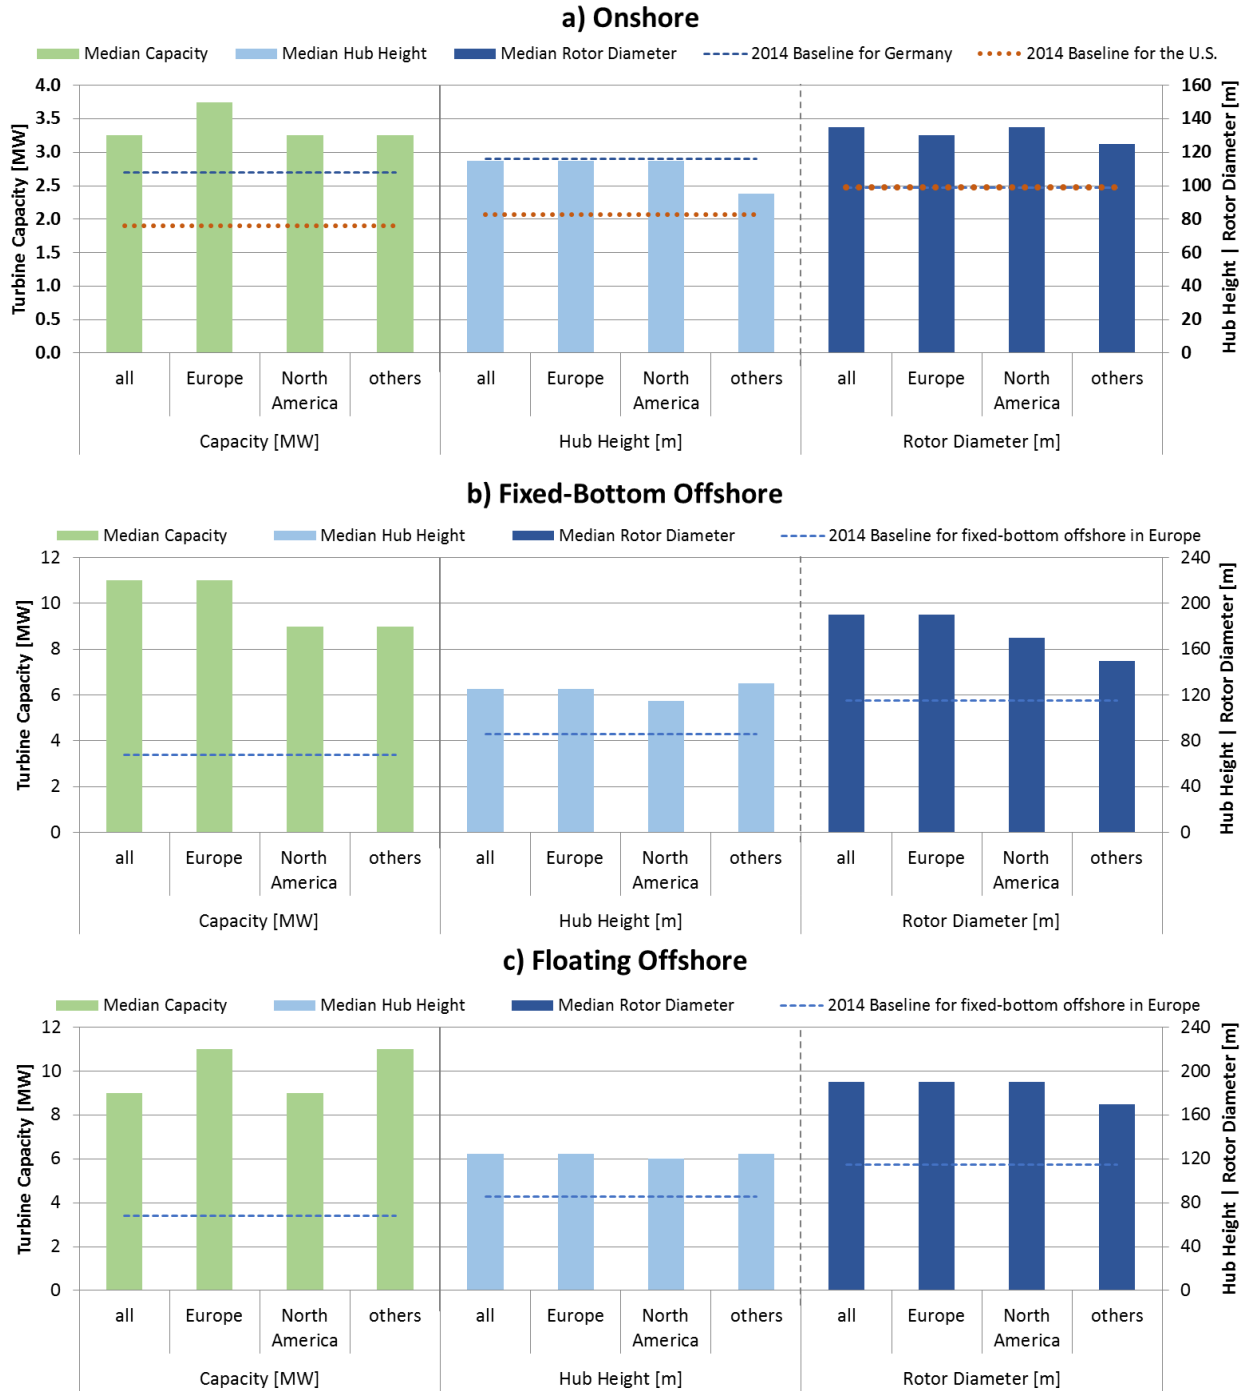 a) Onshore
Median Capacity Median Hub Height Median Rotor Diameter 2014 Baseline for Germany 2014 Baseline for the U.S.
Turbine Capacity [MW]
4.0
3.5
3.0
2.5
2.0
1.5
1.0
0.5
0.0
160
140
120
100
80
60
40
20
0
Hub Height | Rotor Diameter [m]
all Europe North America others all Europe North America others all Europe North America others
Capacity [MW] Hub Height [m] Rotor Diameter [m]
b) Fixed-Bottom Offshore
Median Capacity Median Hub Height Median Rotor Diameter 2014 Baseline for fixed-bottom offshore in Europe
Turbine Capacity [MW]
12
10
8
6
4
2
0
240
200
160
120
80
40
0
Hub Height | Rotor Diameter [m]
all Europe North America others all Europe North America others all Europe North America others
Capacity [MW] Hub Height [m] Rotor Diameter [m]
c) Floating Offshore
Median Capacity Median Hub Height Median Rotor Diameter 2014 Baseline for fixed-bottom offshore in Europe
Turbine Capacity [MW]
12
10
8
6
4
2
0
240
200
160
120
80
40
0
Hub Height | Rotor Diameter [m]
all Europe North America others all Europe North America others all Europe North America others
Capacity [MW] Hub Height [m] Rotor Diameter [m]